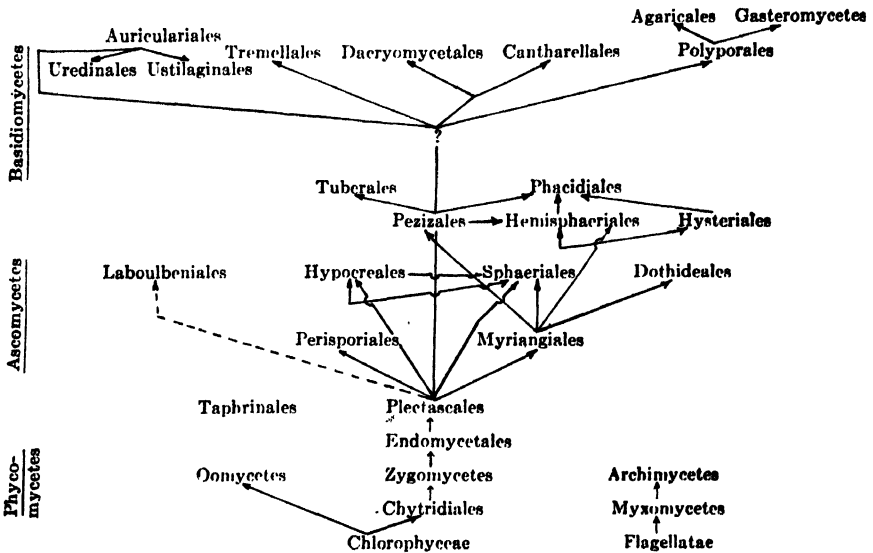 Agaricales Gasteromycetes
Auriculariales
Tremellales Dacryomycetales Cantharellales Polyporales
Uredinales Ustilaginales
Basidiomycetes
?
Tuberales Phacidiales
Pezizales Hemisphaeriales Hysteriales
Ascomycetes
Laboulbeniales Hypocreales Sphaeriales Dothideales
Perisporiales Myriangiales
Taphrinales Plectascales
Endomycetales
Phyco-
mycetes
Oomycetes Zygomycetes Archimycetes
Chytridiales Myxomycetes
Chlorophyceae Flagellatae